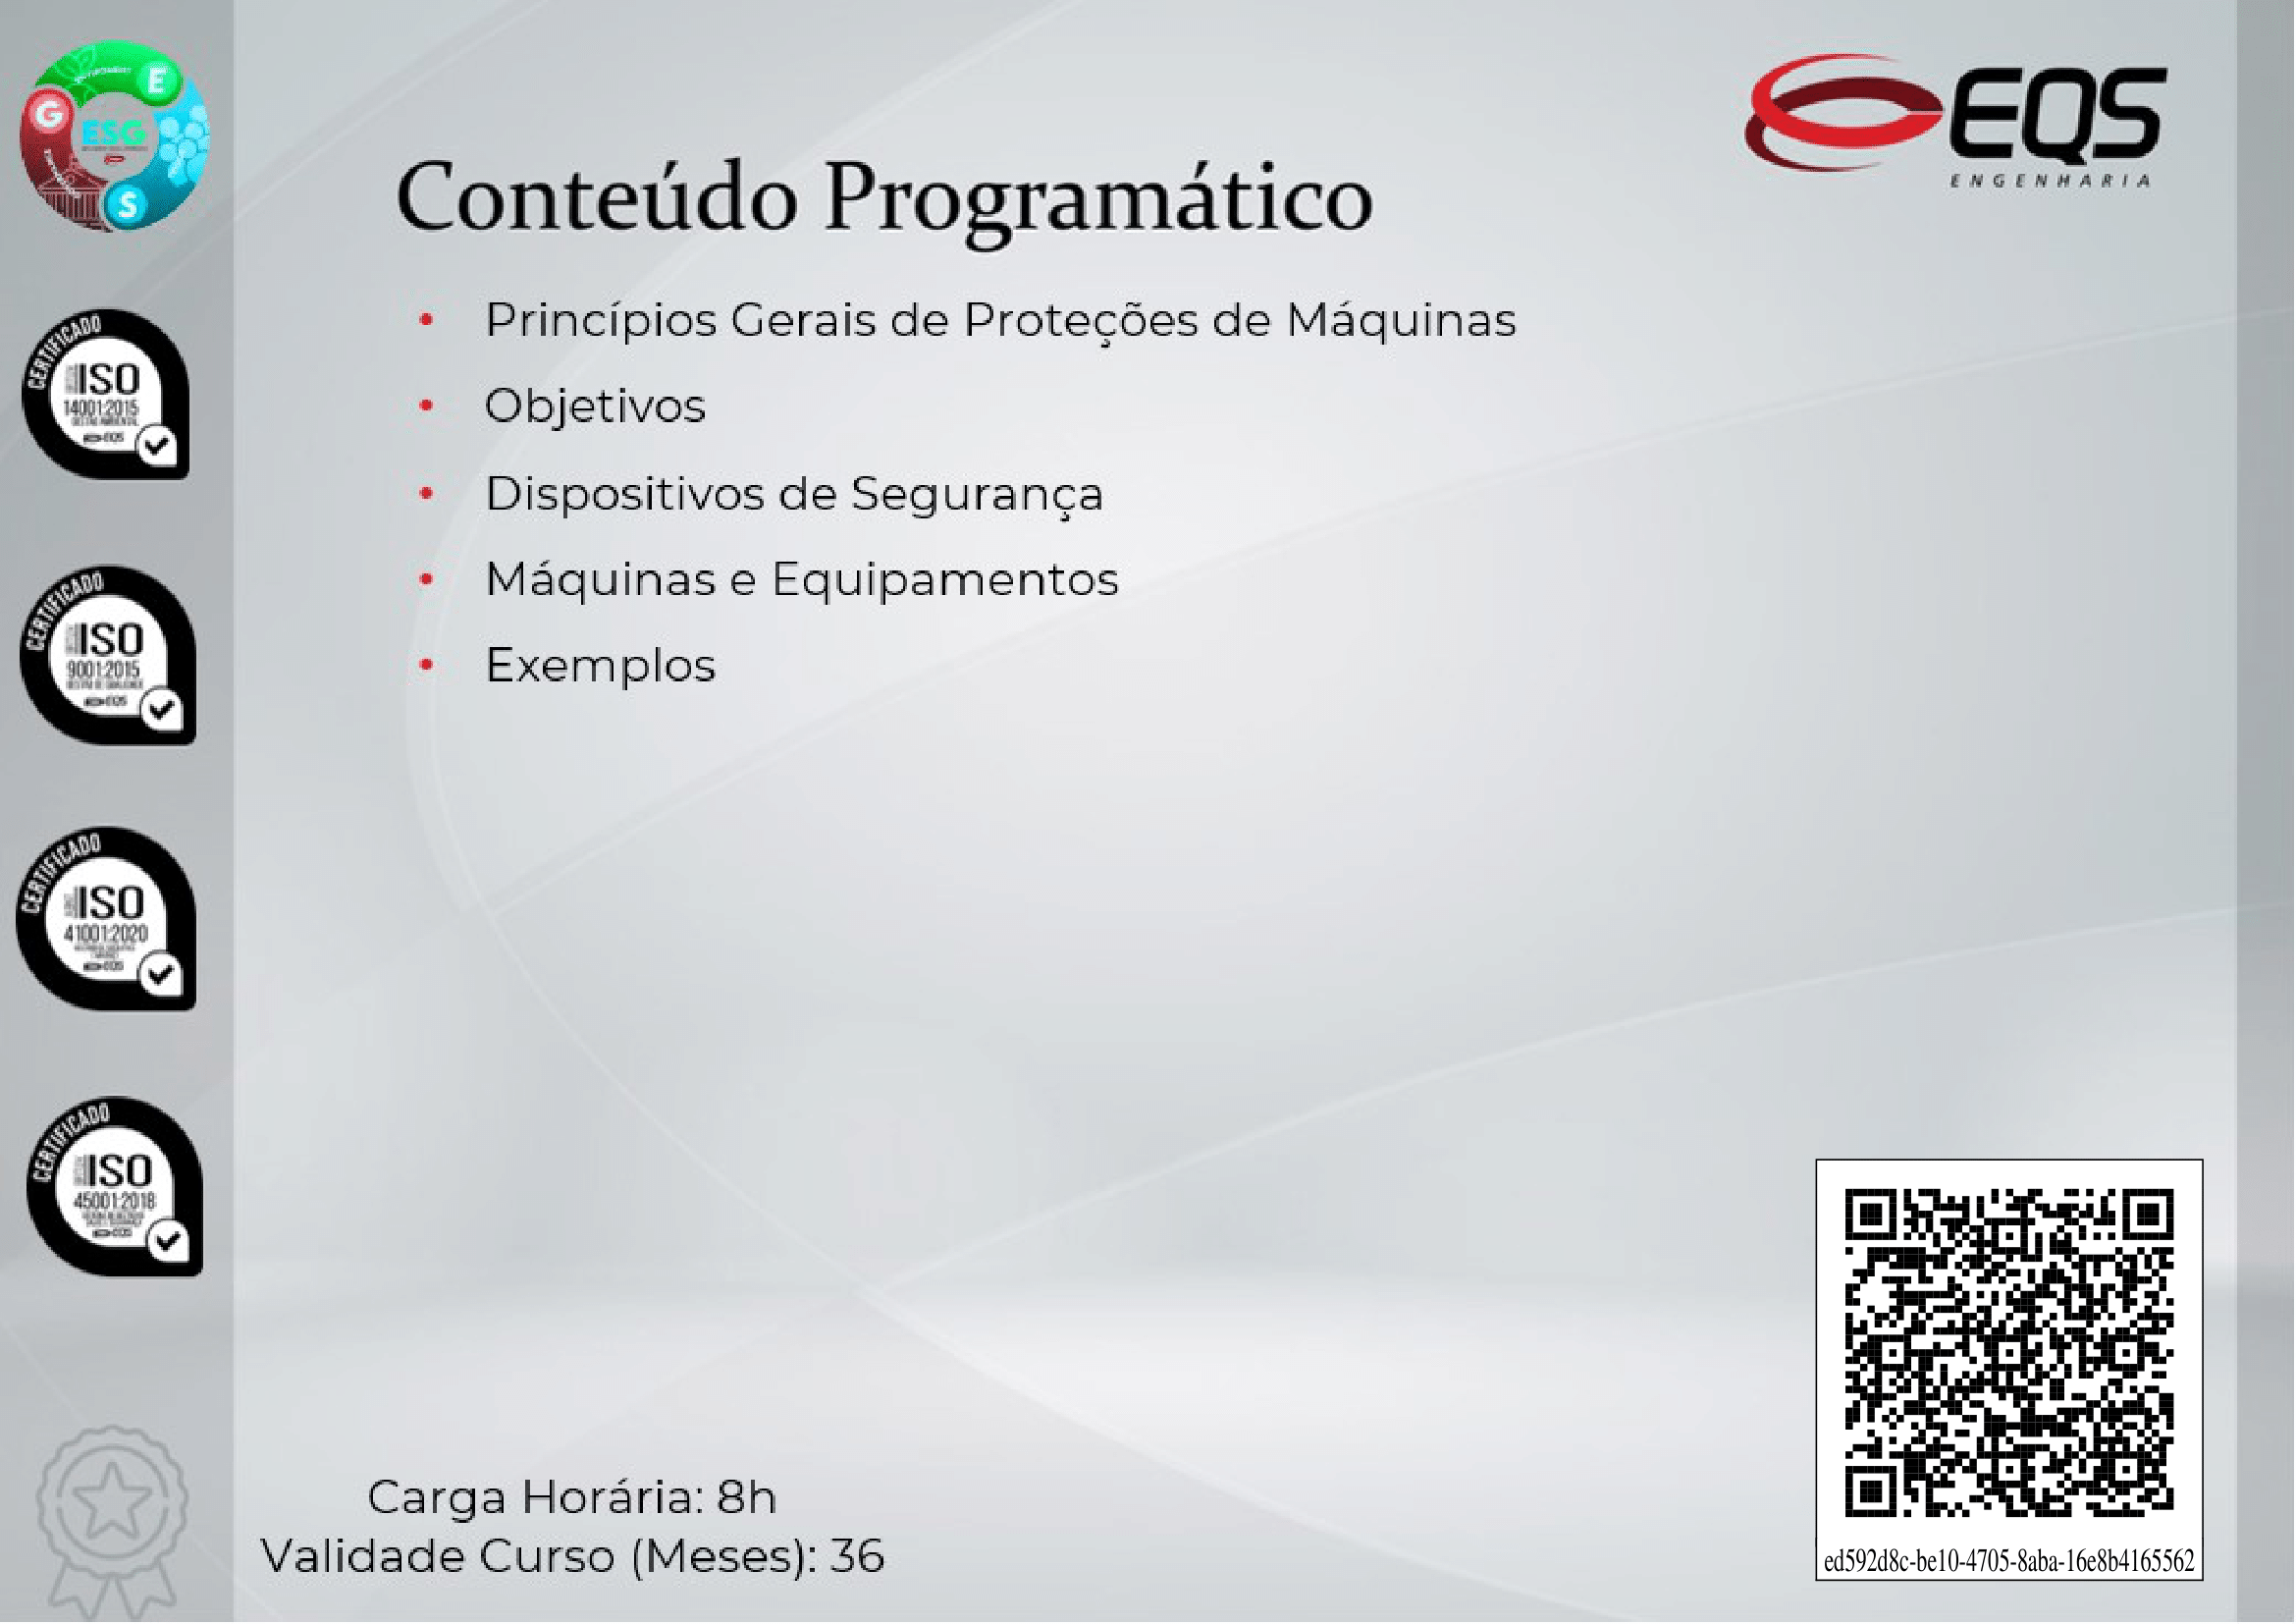 E
G
ESG
S
EQS
ENGENHARIA
Conteúdo Programático
• Princípios Gerais de Proteções de Máquinas
• Objetivos
• Dispositivos de Segurança
• Máquinas e Equipamentos
• Exemplos
CERTIFICADO
ISO
14001:2015
CERTIFICADO
ISO
9001:2015
CERTIFICADO
ISO
41001:2020
CERTIFICADO
ISO
45001:2018
Carga Horária: 8h
Validade Curso (Meses): 36
ed592d8c-be10-4705-8aba-16e8b4165562